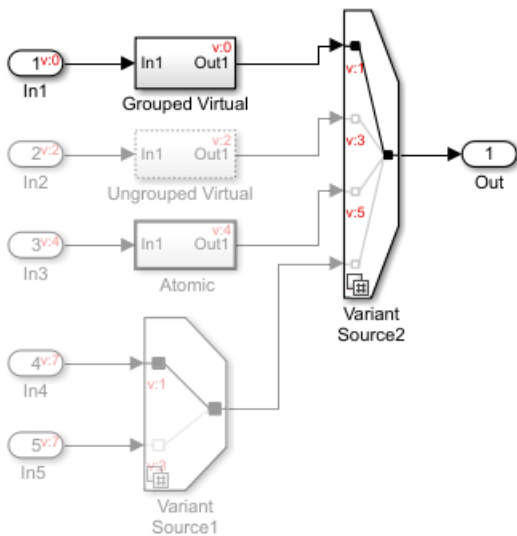 1 v:0
In1
v:0
In1 Out1
Grouped Virtual
v:1
2 v:2
In2
v:2
In1 Out1
Ungrouped Virtual
v:3
1
Out
3 v:4
In3
v:4
In1 Out1
Atomic
v:5
Variant
Source2
4 v:7
In4
v:1
5 v:7
In5
v:3
Variant
Source1